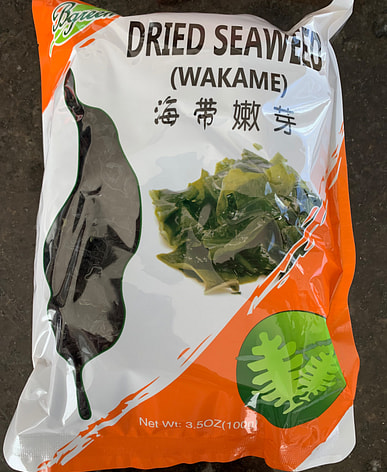 Bgreen
DRIED SEAWEED
(WAKAME)
海带嫩芽
Net Wt: 3.5OZ(100g)